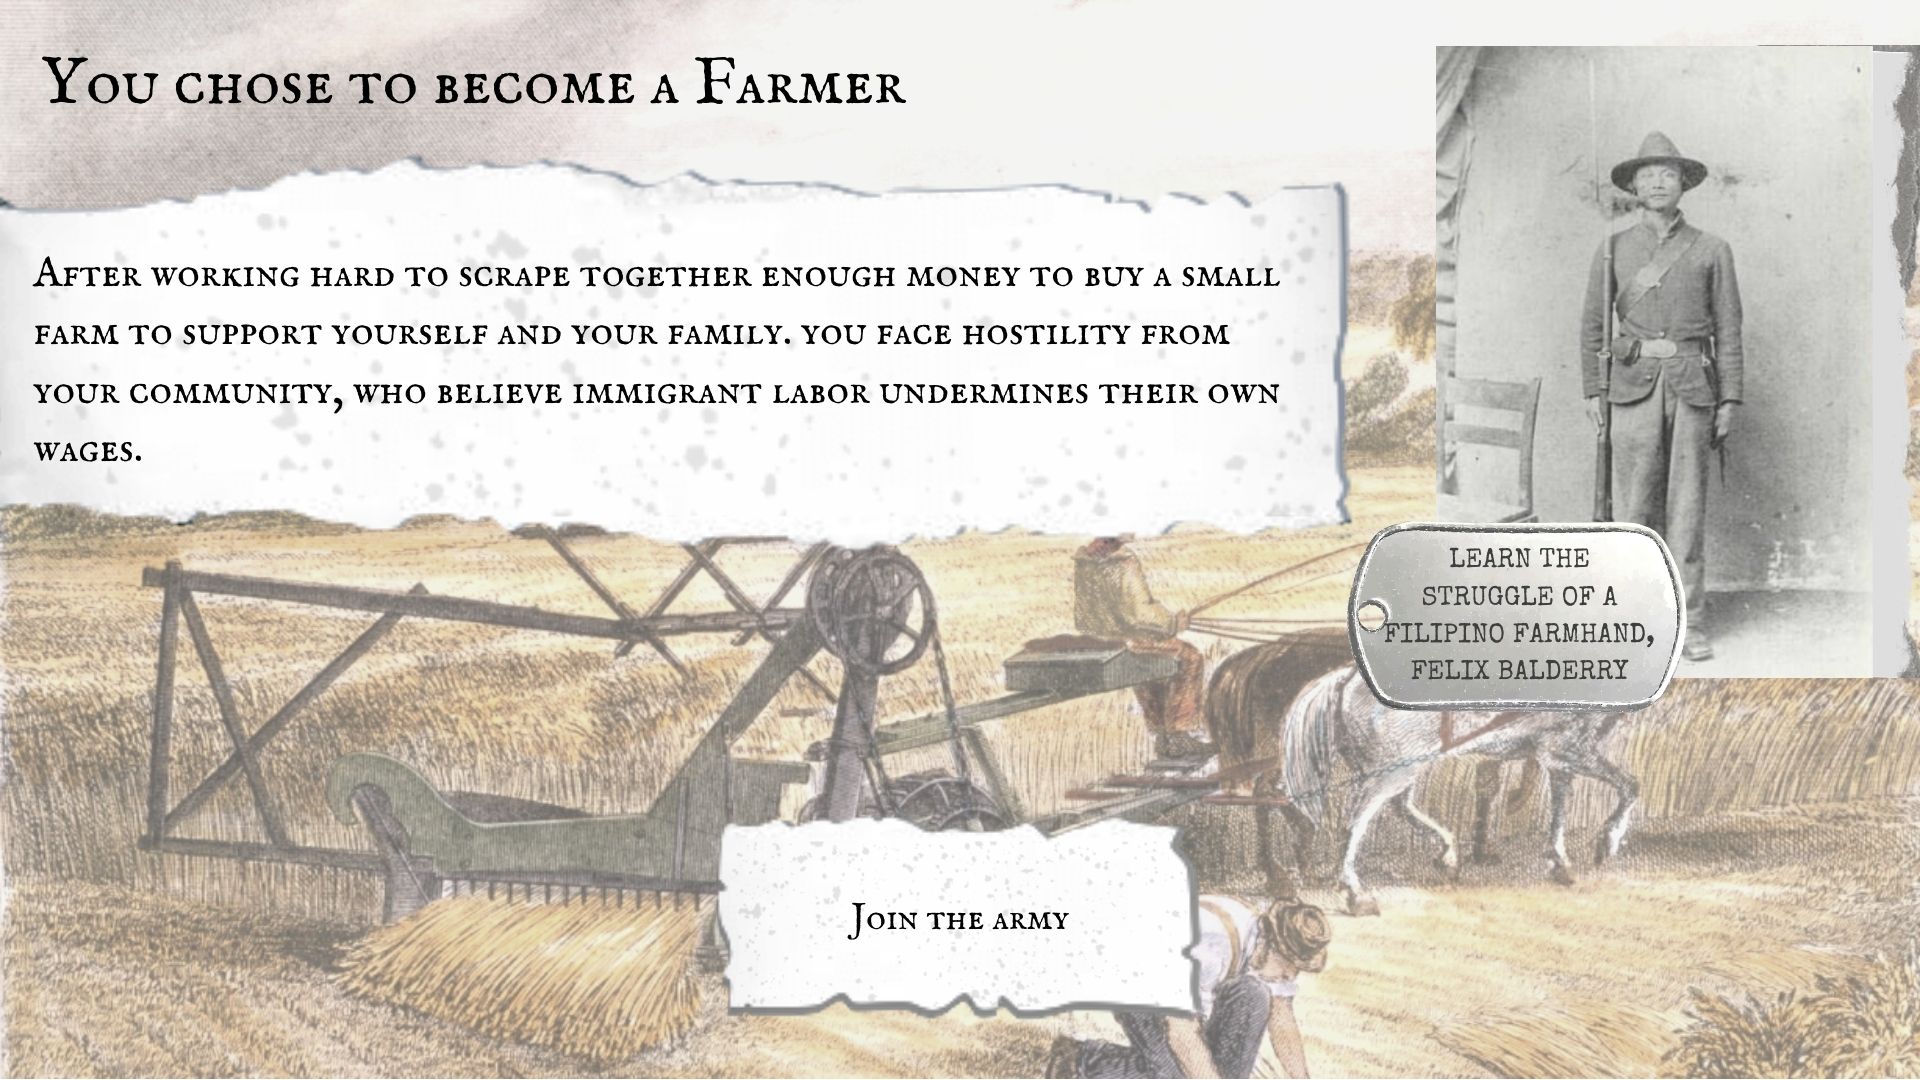 You chose to become a Farmer
After working hard to scrape together enough money to buy a small
farm to support yourself and your family. you face hostility from
your community, who believe immigrant labor undermines their own
wages.
LEARN THE
STRUGGLE OF A
FILIPINO FARMHAND,
FELIX BALDERRY
Join the army